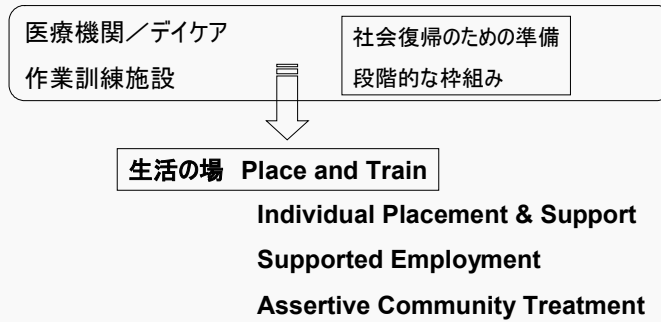 医療機関／デイケア
作業訓練施設
社会復帰のための準備
段階的な枠組み
生活の場 Place and Train
Individual Placement & Support
Supported Employment
Assertive Community Treatment